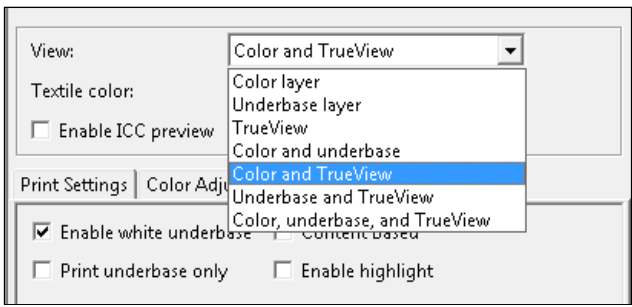 View:
Color and TrueView
Color layer
Textile color:
Underbase layer
Enable ICC preview
TrueView
Color and underbase
Color and TrueView
Print Settings
Color Adju
Underbase and TrueView
Color, underbase, and TrueView
Enable white underbase
Content based
Print underbase only
Enable highlight